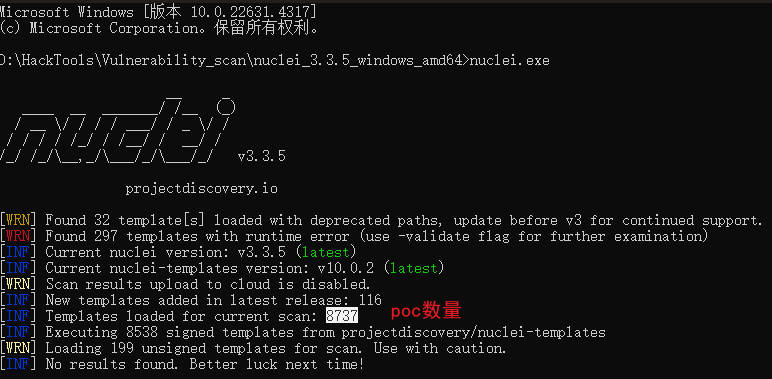 Microsoft Windows [版本 10.0.22631.4317]
(c) Microsoft Corporation。保留所有权利。
D:\HackTools\Vulnerability_scan\nuclei_3.3.5_windows_amd64>nuclei.exe
nuclei v3.3.5
projectdiscovery.io
[WRN] Found 32 template[s] loaded with deprecated paths, update before v3 for continued support.
[WRN] Found 297 templates with runtime error (use -validate flag for further examination)
[INF] Current nuclei version: v3.3.5 (latest)
[INF] Current nuclei-templates version: v10.0.2 (latest)
[WRN] Scan results upload to cloud is disabled.
[INF] New templates added in latest release: 116
[INF] Templates loaded for current scan: 8737 poc数量
[INF] Executing 8538 signed templates from projectdiscovery/nuclei-templates
[WRN] Loading 199 unsigned templates for scan. Use with caution.
[INF] No results found. Better luck next time!